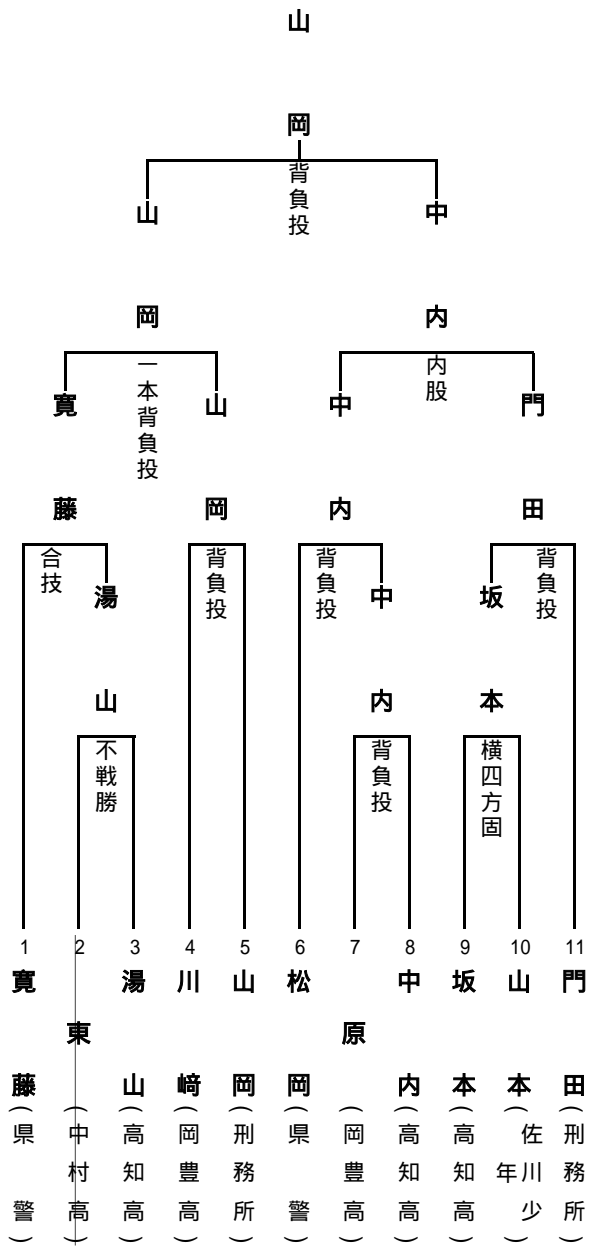 山岡
背負投
山岡
中内
一本背負投
内股
寛藤
山岡
中内
門田
合技
背負投
背負投
背負投
湯山
中内
坂本
不戦勝
背負投
横四方固
1 2 3 4 5 6 7 8 9 10 11
寛藤(県警)
東(中村高)
湯山(高知高)
川﨑(岡豊高)
山岡(刑務所)
松岡(県警)
原(岡豊高)
中内(高知高)
坂本(高知高)
山本(佐川少年)
門田(刑務所)